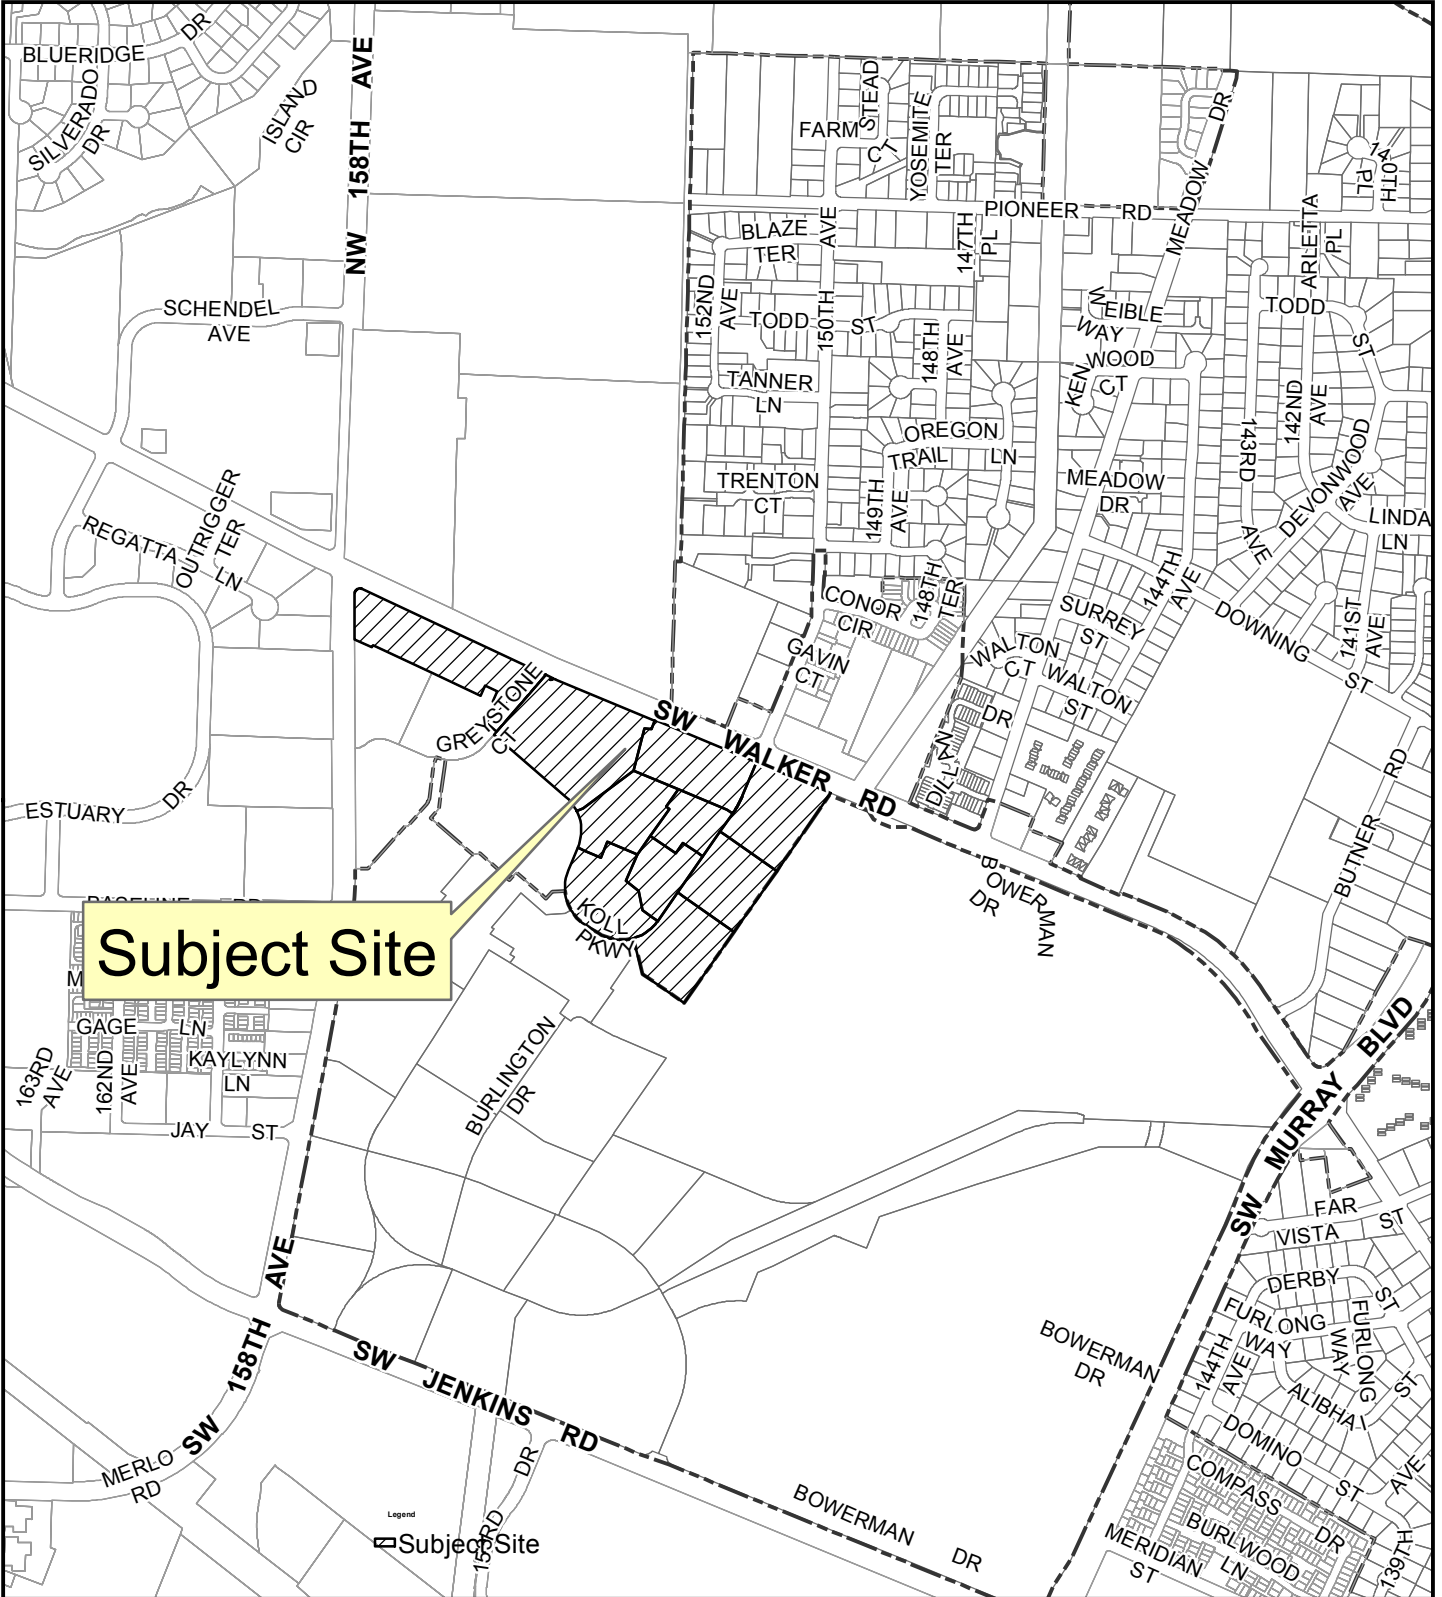 BLUERIDGE DR
SILVERADO DR
ISLAND CIR
NW 158TH AVE
FARM CT
STEAD
YOSEMITE TER
MEADOW DR
140TH PL
PIONEER RD
BLAZE TER
AVE
147TH PL
ARLETTA PL
SCHENDEL AVE
152ND AVE
TODD ST
150TH
148TH AVE
WEIBLE WAY
TODD ST
TANNER LN
KENWOOD CT
142ND AVE
143RD AVE
OREGON TRAIL LN
DEVONWOOD AVE
TRENTON CT
149TH AVE
MEADOW DR
LINDA LN
OUTRIGGER TER
REGATTA LN
CONOR CIR
148TH TER
144TH AVE
SURREY ST
DOWNING ST
141ST AVE
GAVIN CT
WALTON CT
WALTON ST
GREYSTONE CT
SW WALKER RD
DILLAN DR
ESTUARY DR
BUTNER RD
BOWERMAN DR
KOLL PKWY
Subject Site
M
GAGE LN
KAYLYNN LN
163RD AVE
162ND AVE
JAY ST
BURLINGTON DR
SW MURRAY BLVD
FAR VISTA ST
DERBY ST
FURLONG WAY
FURLONG WAY
144TH AVE
ALIBHAI ST
BOWERMAN DR
SW 158TH AVE
SW JENKINS RD
MERLO RD
DOMINO ST
AVE
COMPASS DR
BURLWOOD LN
MERIDIAN ST
139TH
BOWERMAN DR
153RD DR
Legend
Subject Site